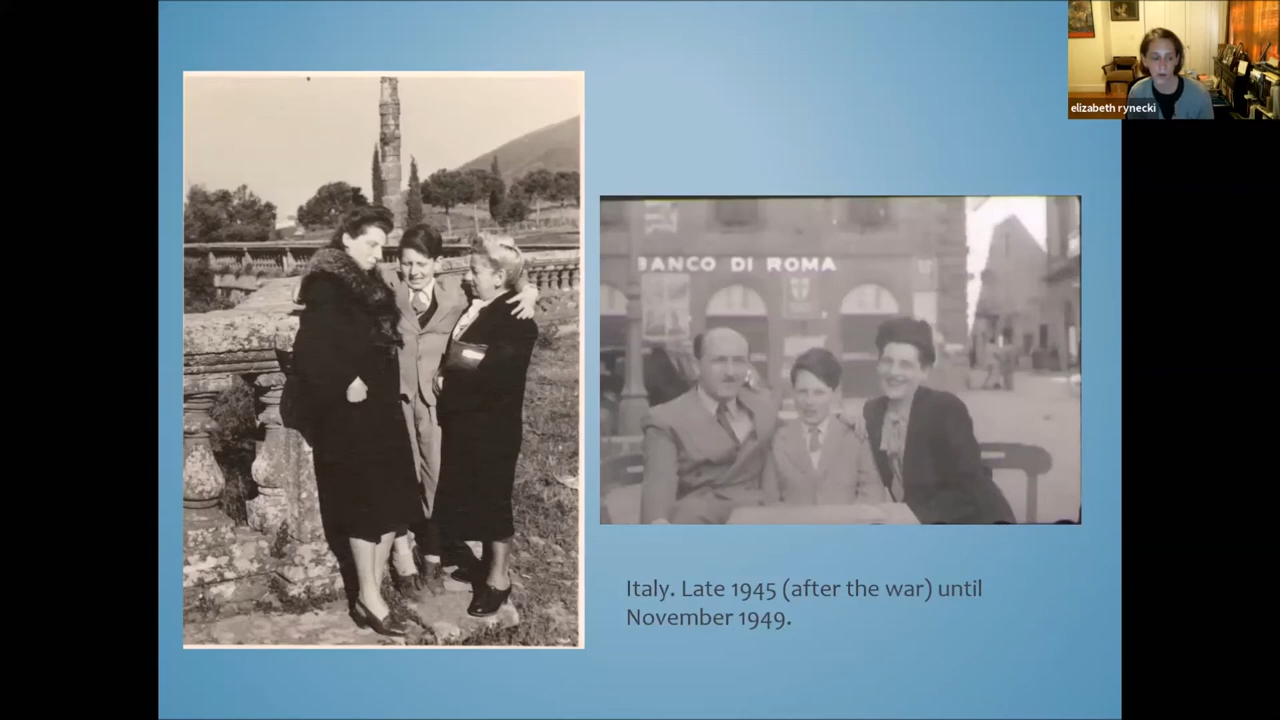 elizabeth rynecki
BANCO DI ROMA
Italy. Late 1945 (after the war) until
November 1949.